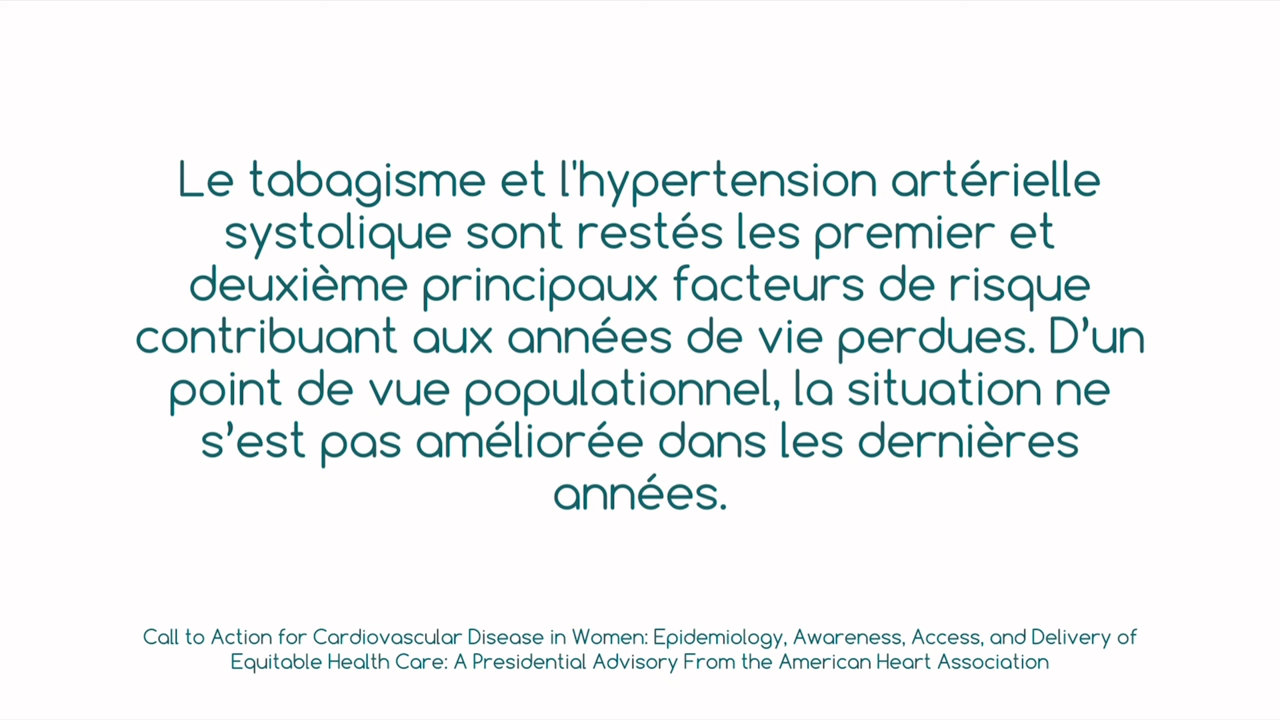 Le tabagisme et l'hypertension artérielle
systolique sont restés les premier et
deuxième principaux facteurs de risque
contribuant aux années de vie perdues. D’un
point de vue populationnel, la situation ne
s’est pas améliorée dans les dernières
années.
Call to Action for Cardiovascular Disease in Women: Epidemiology, Awareness, Access, and Delivery of
Equitable Health Care: A Presidential Advisory From the American Heart Association